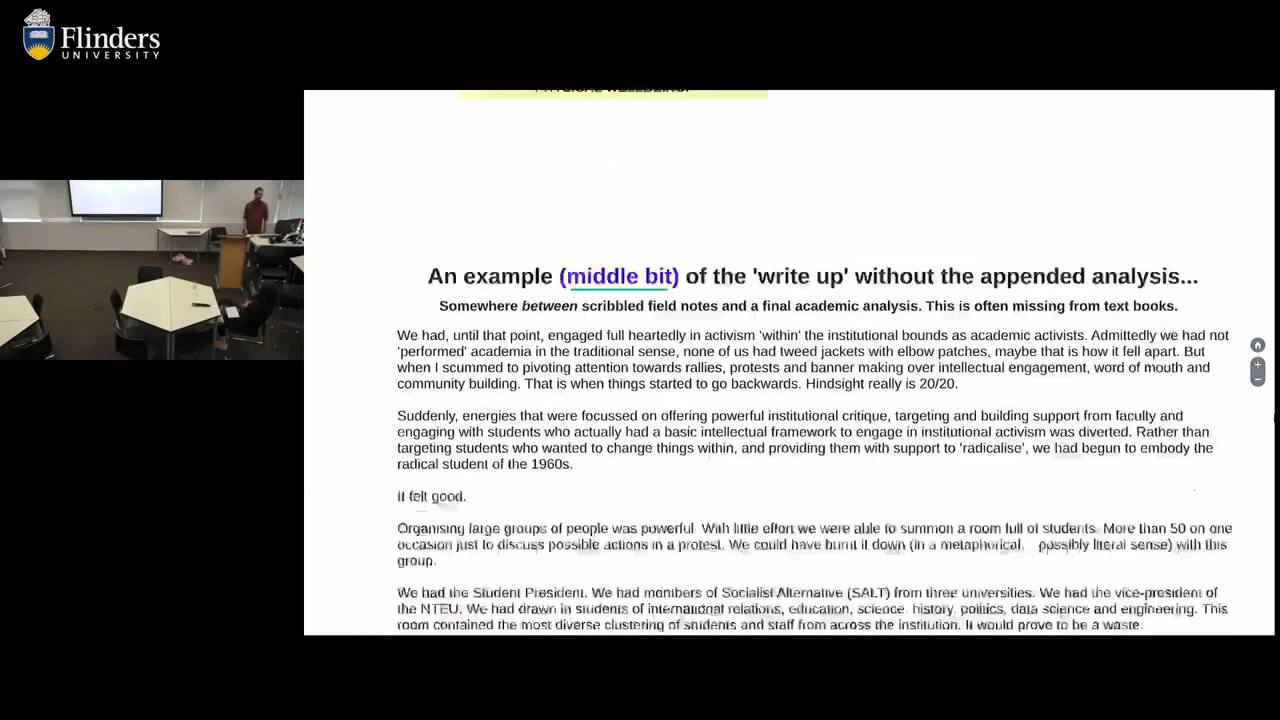 Flinders
UNIVERSITY
PHYSICAL WELLBEING.
An example (middle bit) of the 'write up' without the appended analysis...
Somewhere between scribbled field notes and a final academic analysis. This is often missing from text books.
We had, until that point, engaged full heartedly in activism 'within' the institutional bounds as academic activists. Admittedly we had not
'performed' academia in the traditional sense, none of us had tweed jackets with elbow patches, maybe that is how it fell apart. But
when I scummed to pivoting attention towards rallies, protests and banner making over intellectual engagement, word of mouth and
community building. That is when things started to go backwards. Hindsight really is 20/20.
Suddenly, energies that were focussed on offering powerful institutional critique, targeting and building support from faculty and
engaging with students who actually had a basic intellectual framework to engage in institutional activism was diverted. Rather than
targeting students who wanted to change things within, and providing them with support to 'radicalise', we had begun to embody the
radical student of the 1960s.
It felt good.
Organising large groups of people was powerful. With little effort we were able to summon a room full of students. More than 50 on one
occasion just to discuss possible actions in a protest. We could have burnt it down (in a metaphorical, possibly literal sense) with this
group.
We had the Student President. We had members of Socialist Alternative (SALT) from three universities. We had the vice-president of
the NTEU. We had drawn in students of international relations, education, science, history, politics, data science and engineering. This
room contained the most diverse clustering of students and staff from across the institution. It would prove to be a waste.